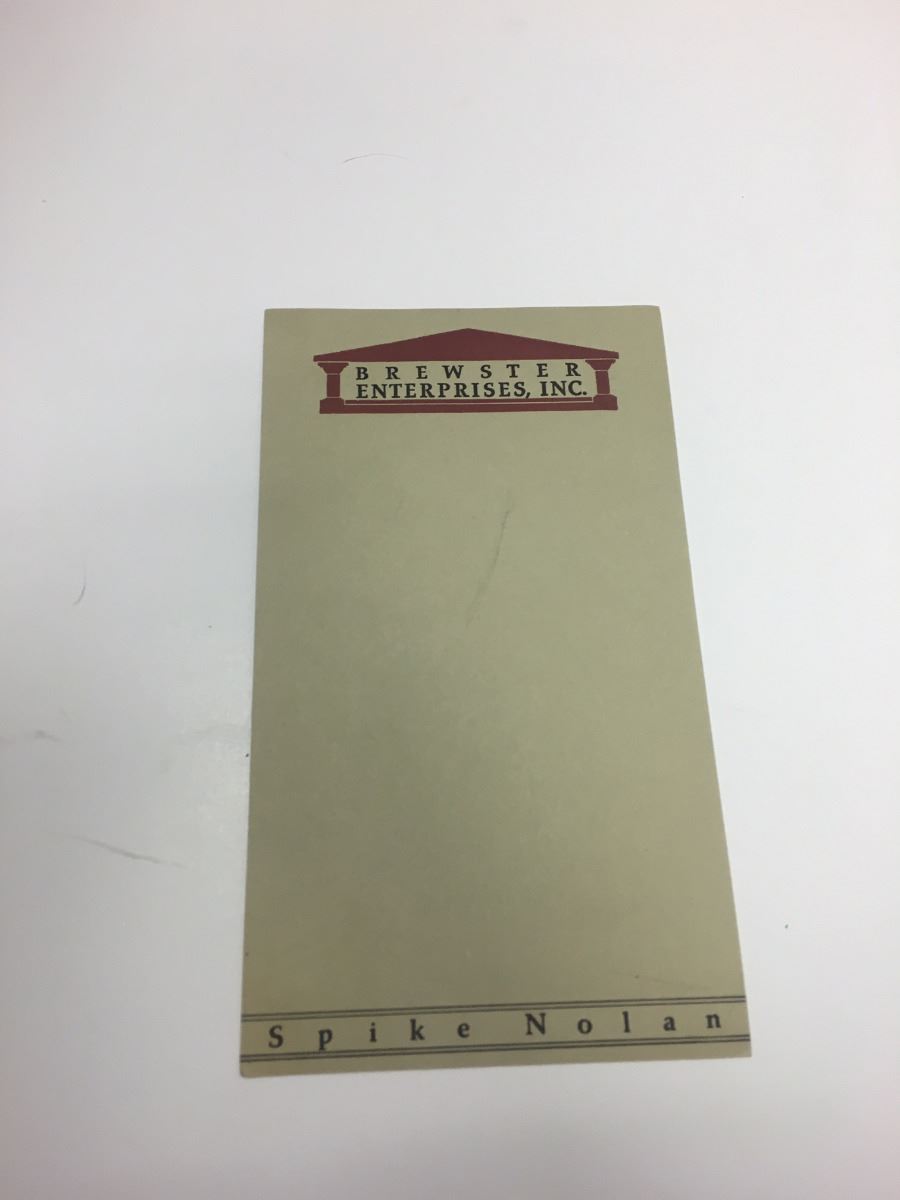 BREWSTER
ENTERPRISES, INC.
Spike Nolan